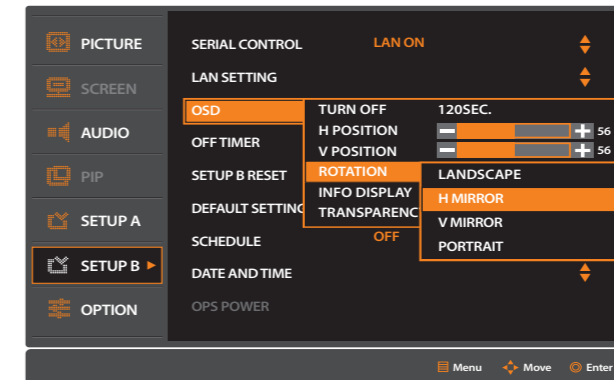 PICTURE
SCREEN
AUDIO
PIP
SETUP A
SETUP B
OPTION
SERIAL CONTROL LAN ON
LAN SETTING
OSD
OFF TIMER
SETUP B RESET
DEFAULT SETTING
SCHEDULE OFF
DATE AND TIME
OPS POWER
TURN OFF 120SEC.
H POSITION 56
V POSITION 56
ROTATION
INFO DISPLAY
TRANSPARENC
LANDSCAPE
H MIRROR
V MIRROR
PORTRAIT
Menu Move Enter